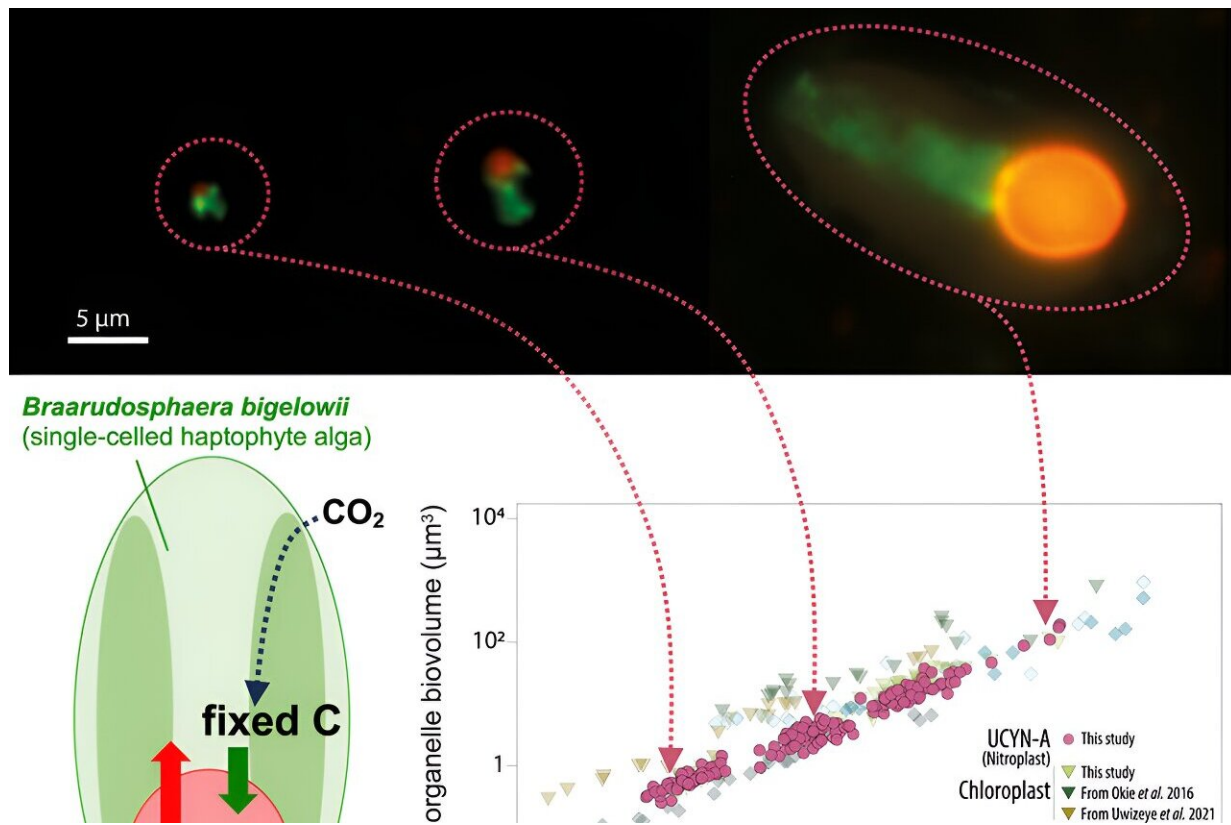 5 µm
Braarudosphaera bigelowii
(single-celled haptophyte alga)
CO₂
fixed C
organelle biovolume (µm³)
10⁴
10²
1
UCYN-A
(Nitroplast)
This study
Chloroplast
This study
From Okie et al. 2016
From Uwizeye et al. 2021